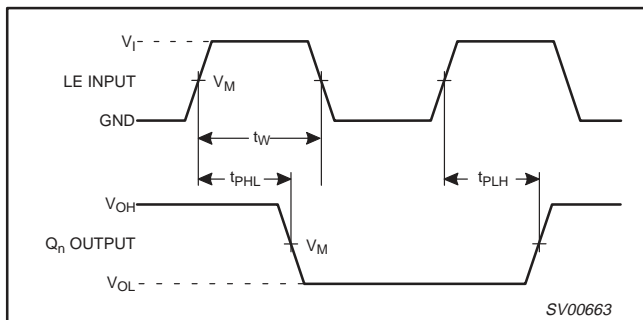 V_I
LE INPUT
V_M
GND
t_W
t_PHL
t_PLH
V_OH
Q_n OUTPUT
V_M
V_OL
SV00663